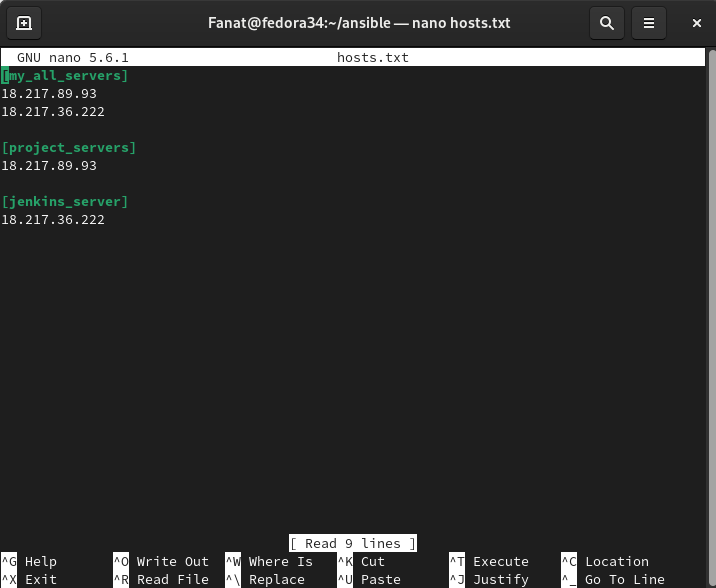 Fanat@fedora34:~/ansible — nano hosts.txt
GNU nano 5.6.1 hosts.txt
[my_all_servers]
18.217.89.93
18.217.36.222
[project_servers]
18.217.89.93
[jenkins_server]
18.217.36.222
[ Read 9 lines ]
^G Help ^O Write Out ^W Where Is ^K Cut ^T Execute ^C Location
^X Exit ^R Read File ^\ Replace ^U Paste ^J Justify ^_ Go To Line